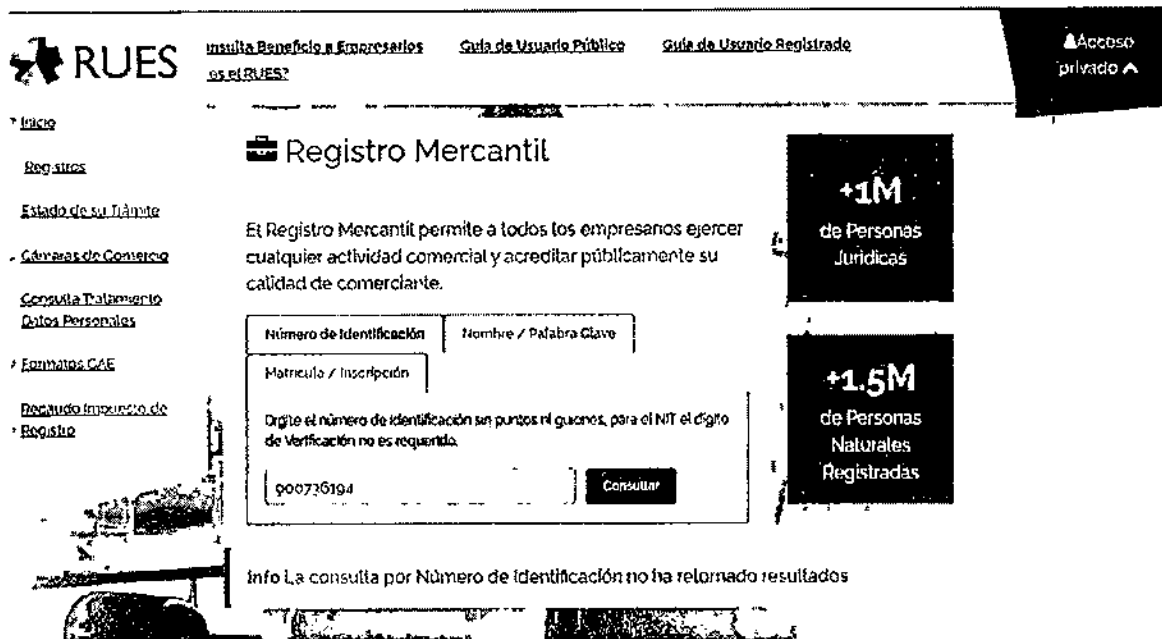 RUES
nsulta Beneficio a Empresarios
Guía de Usuario Público
Guía de Usuario Registrado
es el RUES?
Acceso
privado
Inicio
Registros
Estado de su Trámite
Cámaras de Comercio
Consulta Tratamiento
Datos Personales
Formatos CAE
Recaudo Impuesto de
Registro
Registro Mercantil
El Registro Mercantil permite a todos los empresarios ejercer
cualquier actividad comercial y acreditar públicamente su
calidad de comerciante.
Número de Identificación
Nombre / Palabra Clave
Matrícula / Inscripción
Digite el número de identificación sin puntos ni guiones, para el NIT el dígito
de Verificación no es requerido.
900736194
Consultar
Info La consulta por Número de Identificación no ha retornado resultados
+1M
de Personas
Jurídicas
+1.5M
de Personas
Naturales
Registradas